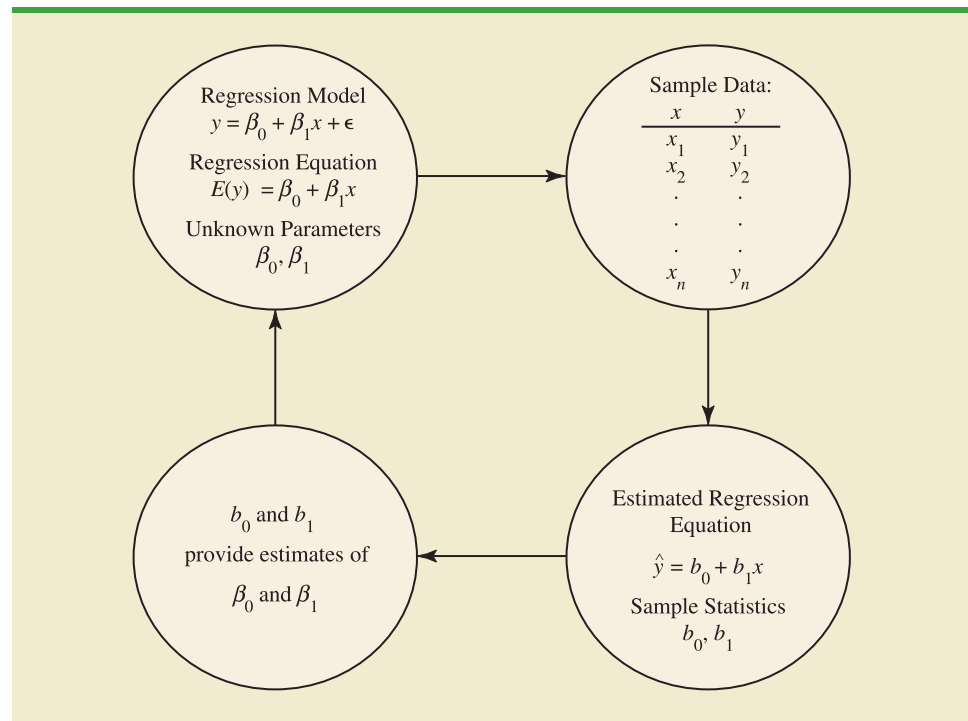 Regression Model
y = β₀ + β₁x + ϵ
Regression Equation
E(y) = β₀ + β₁x
Unknown Parameters
β₀, β₁
Sample Data:
x y
x₁ y₁
x₂ y₂
. .
. .
. .
xₙ yₙ
Estimated Regression
Equation
ŷ = b₀ + b₁x
Sample Statistics
b₀, b₁
b₀ and b₁
provide estimates of
β₀ and β₁